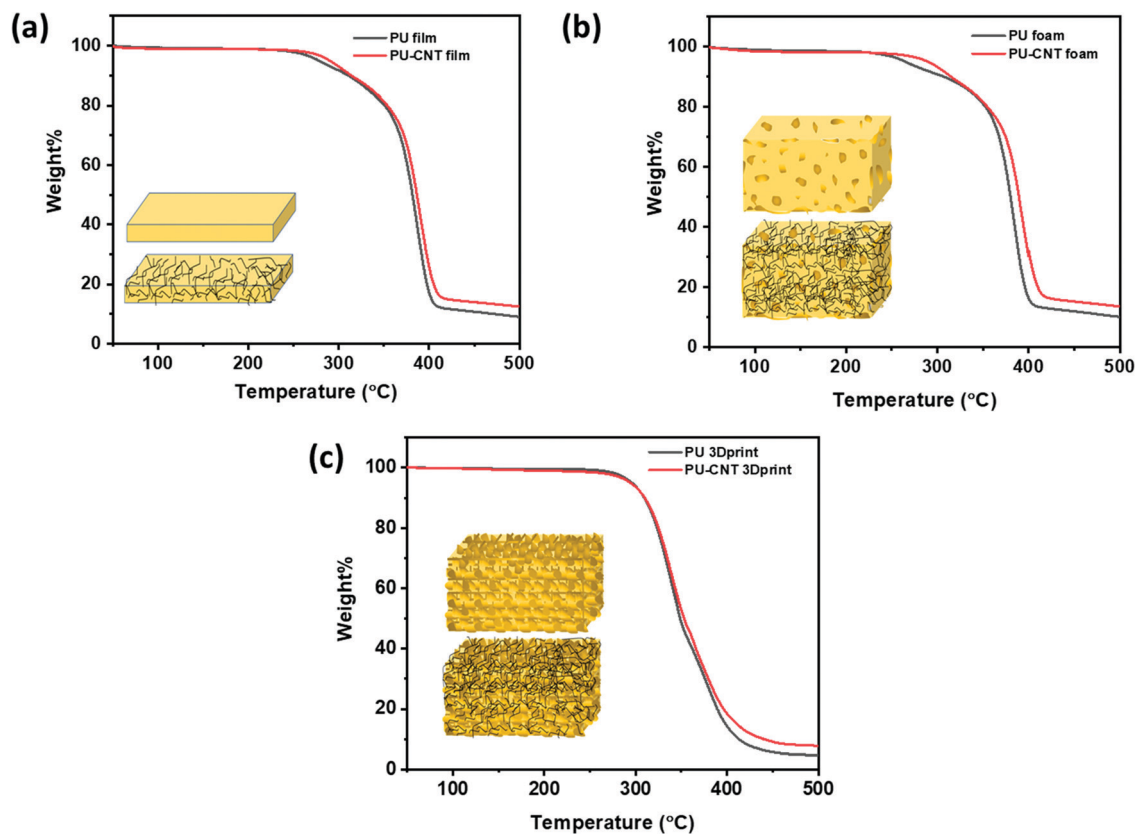 (a)
PU film
PU-CNT film
100
80
60
40
20
0
Weight%
100
200
300
400
500
Temperature (°C)
(b)
PU foam
PU-CNT foam
100
80
60
40
20
0
Weight%
100
200
300
400
500
Temperature (°C)
(c)
PU 3Dprint
PU-CNT 3Dprint
100
80
60
40
20
0
Weight%
100
200
300
400
500
Temperature (°C)